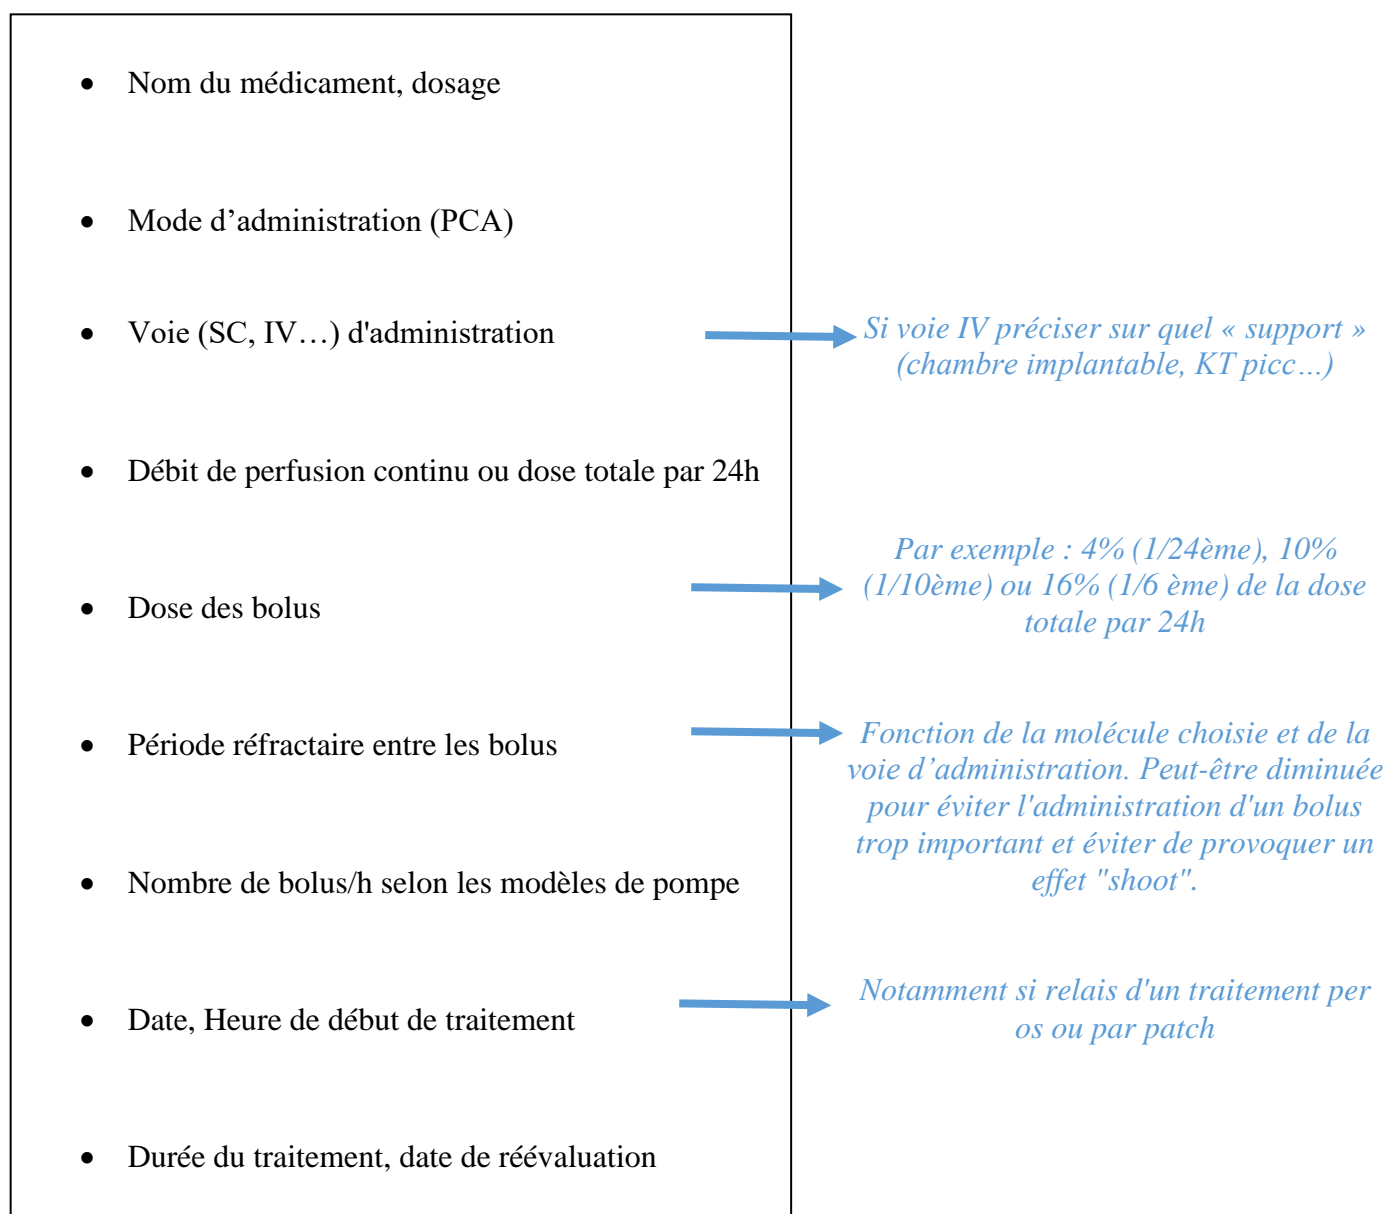 • Nom du médicament, dosage
• Mode d’administration (PCA)
• Voie (SC, IV…) d'administration
Si voie IV préciser sur quel « support »
(chambre implantable, KT picc…)
• Débit de perfusion continu ou dose totale par 24h
• Dose des bolus
Par exemple : 4% (1/24ème), 10%
(1/10ème) ou 16% (1/6 ème) de la dose
totale par 24h
• Période réfractaire entre les bolus
Fonction de la molécule choisie et de la
voie d’administration. Peut-être diminuée
pour éviter l'administration d'un bolus
trop important et éviter de provoquer un
effet "shoot".
• Nombre de bolus/h selon les modèles de pompe
• Date, Heure de début de traitement
Notamment si relais d'un traitement per
os ou par patch
• Durée du traitement, date de réévaluation